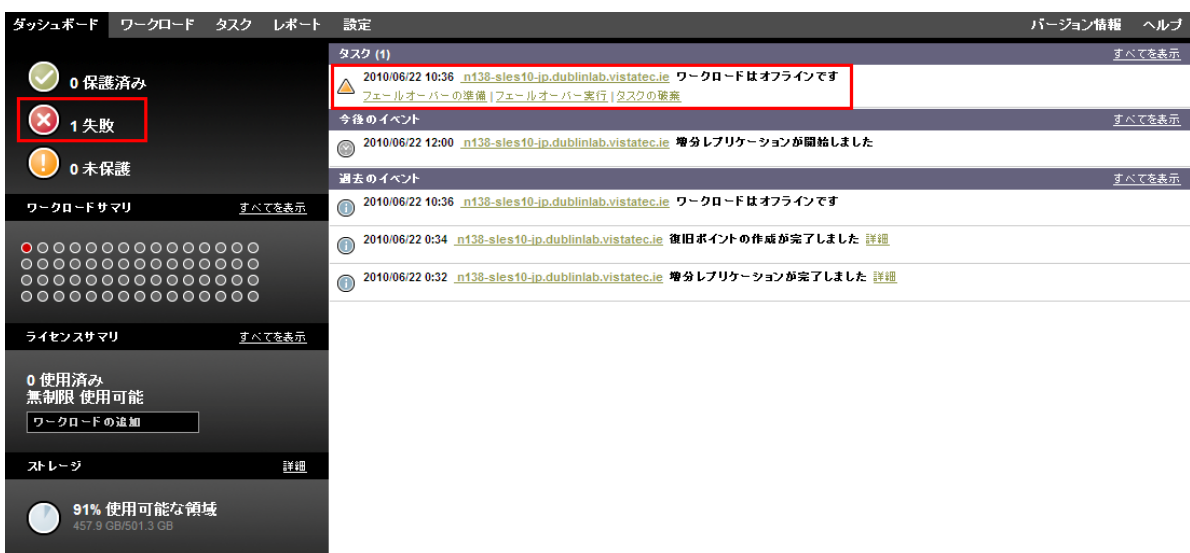 ダッシュボード ワークロード タスク レポート 設定 バージョン情報 ヘルプ
0 保護済み
1 失敗
0 未保護
ワークロードサマリ すべてを表示
ライセンスサマリ すべてを表示
0 使用済み
無制限 使用可能
ワークロードの追加
ストレージ 詳細
91% 使用可能な領域
457.9 GB/501.3 GB
タスク (1) すべてを表示
2010/06/22 10:36 n138-sles10-jp.dublinlab.vistatec.ie ワークロードはオフラインです
フェールオーバーの準備 | フェールオーバー実行 | タスクの破棄
今後のイベント すべてを表示
2010/06/22 12:00 n138-sles10-jp.dublinlab.vistatec.ie 増分レプリケーションが開始しました
過去のイベント すべてを表示
2010/06/22 10:36 n138-sles10-jp.dublinlab.vistatec.ie ワークロードはオフラインです
2010/06/22 0:34 n138-sles10-jp.dublinlab.vistatec.ie 復旧ポイントの作成が完了しました 詳細
2010/06/22 0:32 n138-sles10-jp.dublinlab.vistatec.ie 増分レプリケーションが完了しました 詳細